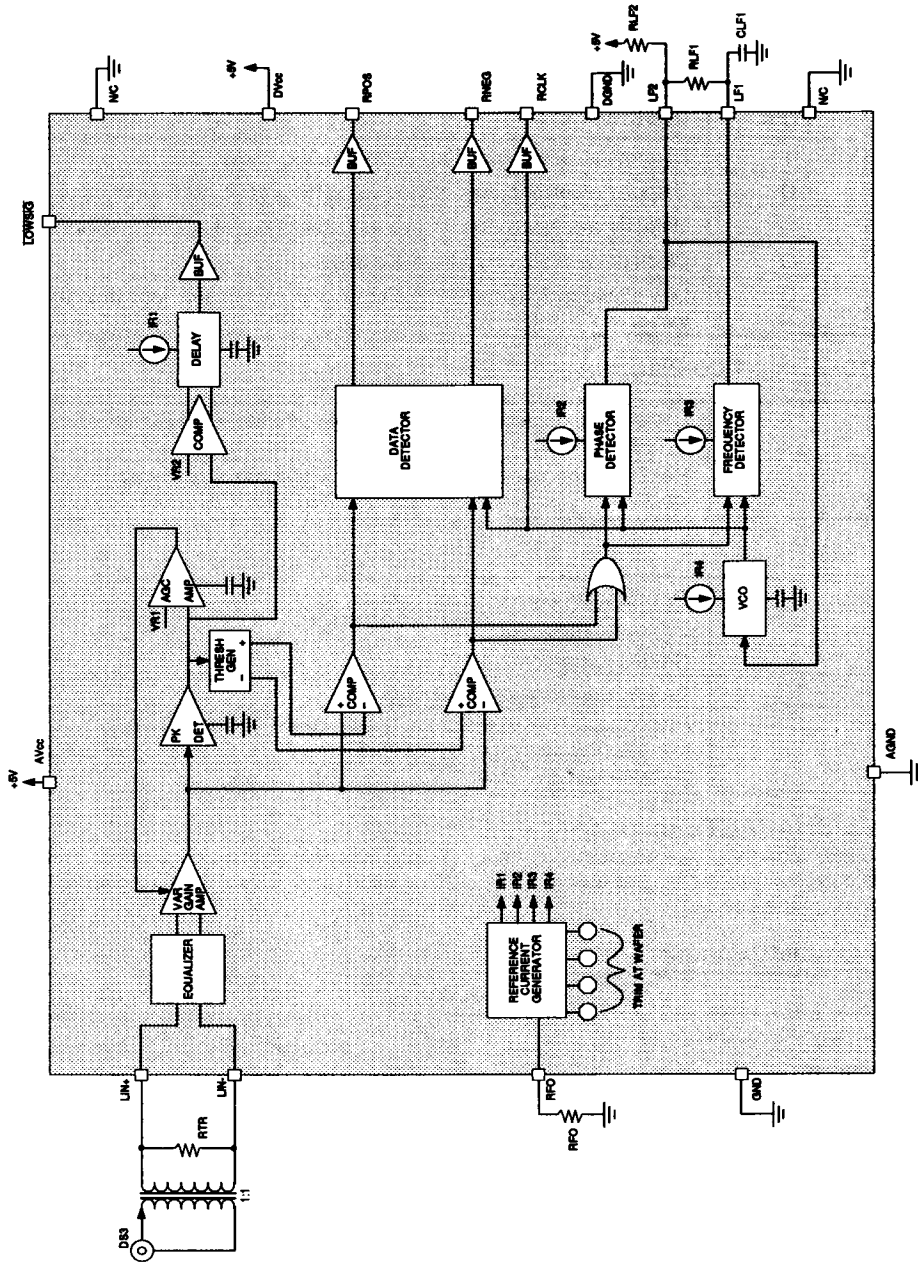 DS3
1:1
RTR
LIN+
LIN-
EQUALIZER
VAR
GAIN
AMP
+5V
AVcc
PK
DET
VR1
AGC
AMP
THRESH
GEN
-
+
VR2
COMP
IR1
DELAY
BUF
LOWSIG
N/C
+5V
DVcc
+
COMP
-
+
COMP
-
DATA
DETECTOR
BUF
RPOS
BUF
RNEG
BUF
RCLK
DGND
+5V
RLF2
LF2
RLF1
LF1
CLF1
N/C
IR2
PHASE
DETECTOR
IR3
FREQUENCY
DETECTOR
IR4
VCO
AGND
REFERENCE
CURRENT
GENERATOR
IR1
IR2
IR3
IR4
TRIM AT WAFER
RFO
RFO
GND